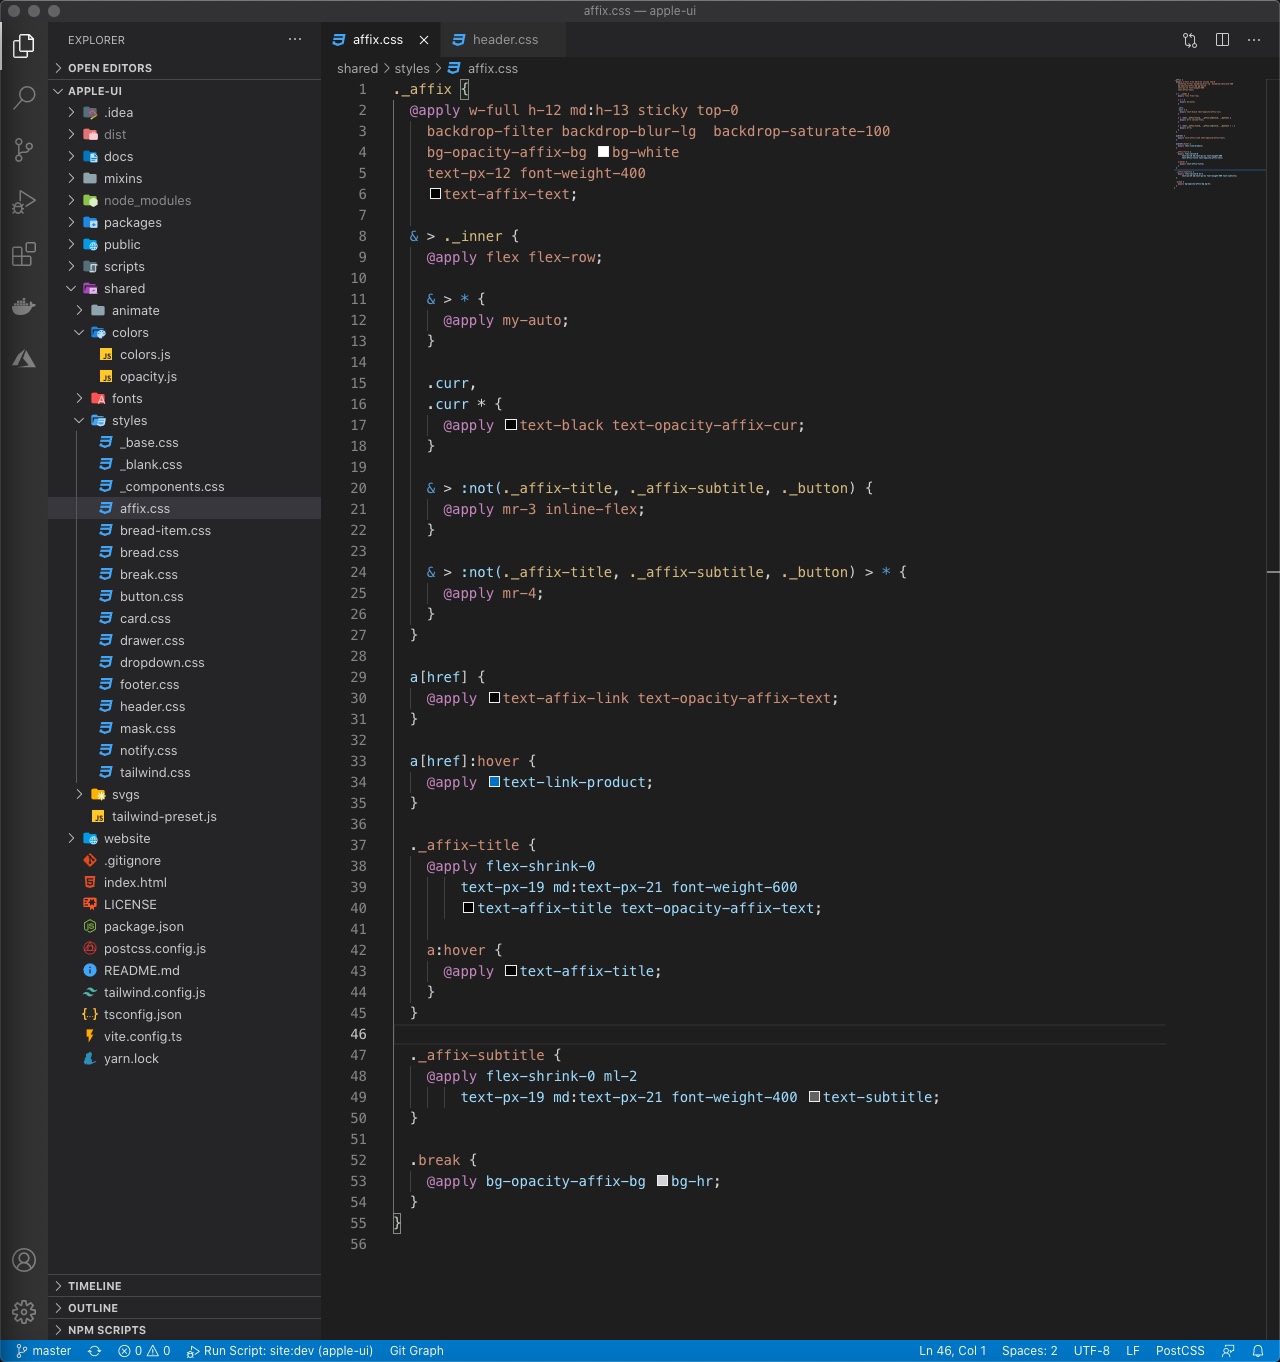 affix.css — apple-ui
EXPLORER
OPEN EDITORS
APPLE-UI
.idea
dist
docs
mixins
node_modules
packages
public
scripts
shared
animate
colors
colors.js
opacity.js
fonts
styles
_base.css
_blank.css
_components.css
affix.css
bread-item.css
bread.css
break.css
button.css
card.css
drawer.css
dropdown.css
footer.css
header.css
mask.css
notify.css
tailwind.css
svgs
tailwind-preset.js
website
.gitignore
index.html
LICENSE
package.json
postcss.config.js
README.md
tailwind.config.js
tsconfig.json
vite.config.ts
yarn.lock
TIMELINE
OUTLINE
NPM SCRIPTS
affix.css header.css
shared > styles > affix.css
1 ._affix {
2 @apply w-full h-12 md:h-13 sticky top-0
3 backdrop-filter backdrop-blur-lg  backdrop-saturate-100
4 bg-opacity-affix-bg bg-white
5 text-px-12 font-weight-400
6 text-affix-text;
7
8 & > ._inner {
9 @apply flex flex-row;
10
11 & > * {
12 @apply my-auto;
13 }
14
15 .curr,
16 .curr * {
17 @apply text-black text-opacity-affix-cur;
18 }
19
20 & > :not(._affix-title, ._affix-subtitle, ._button) {
21 @apply mr-3 inline-flex;
22 }
23
24 & > :not(._affix-title, ._affix-subtitle, ._button) > * {
25 @apply mr-4;
26 }
27 }
28
29 a[href] {
30 @apply text-affix-link text-opacity-affix-text;
31 }
32
33 a[href]:hover {
34 @apply text-link-product;
35 }
36
37 ._affix-title {
38 @apply flex-shrink-0
39 text-px-19 md:text-px-21 font-weight-600
40 text-affix-title text-opacity-affix-text;
41
42 a:hover {
43 @apply text-affix-title;
44 }
45 }
46
47 ._affix-subtitle {
48 @apply flex-shrink-0 ml-2
49 text-px-19 md:text-px-21 font-weight-400 text-subtitle;
50 }
51
52 .break {
53 @apply bg-opacity-affix-bg bg-hr;
54 }
55 }
56
master 0 0 Run Script: site:dev (apple-ui) Git Graph Ln 46, Col 1 Spaces: 2 UTF-8 LF PostCSS